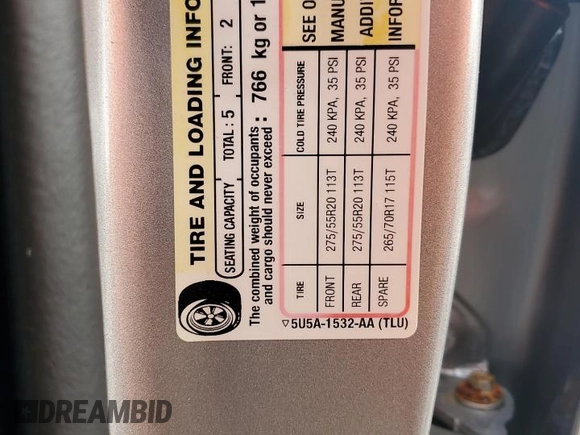 TIRE AND LOADING INFO
SEATING CAPACITY TOTAL : 5 FRONT: 2
The combined weight of occupants
and cargo should never exceed : 766 kg or 1
TIRE SIZE COLD TIRE PRESSURE SEE O
FRONT 275/55R20 113T 240 KPA, 35 PSI MANU
REAR 275/55R20 113T 240 KPA, 35 PSI ADDI
SPARE 265/70R17 115T 240 KPA, 35 PSI INFOR
5U5A-1532-AA (TLU)
DREAMBID